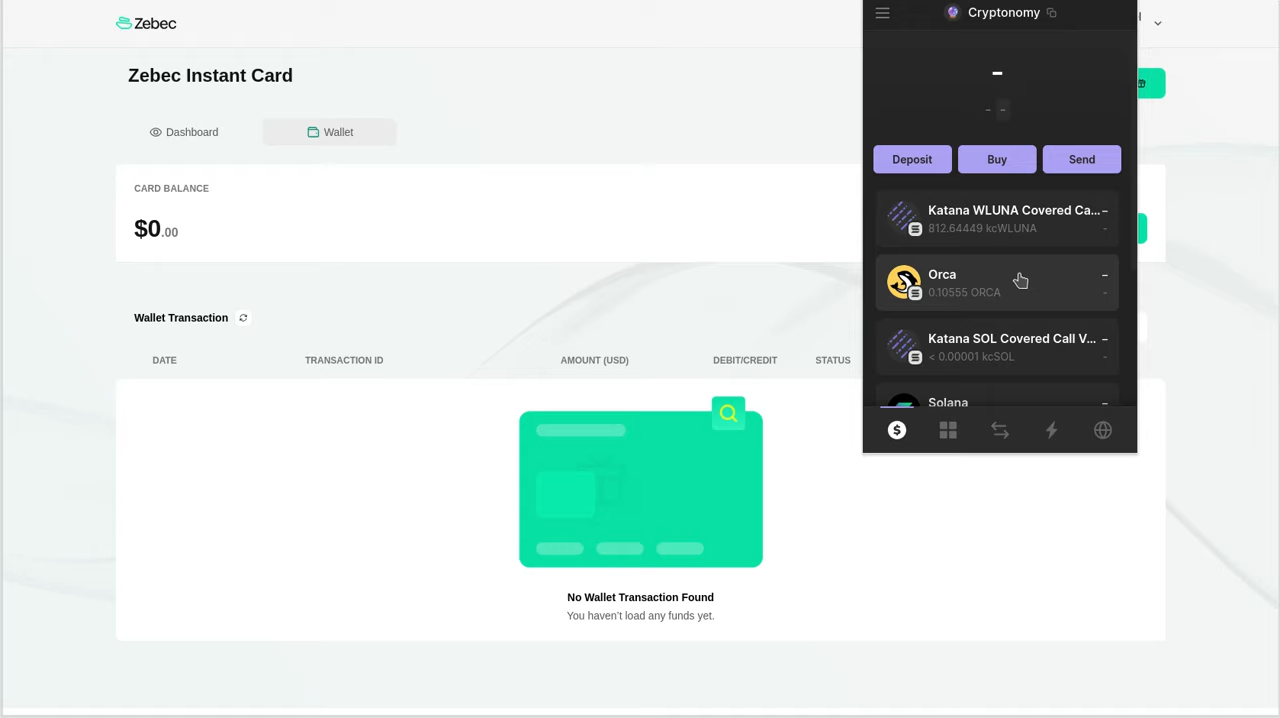 Zebec
Zebec Instant Card
Dashboard
Wallet
CARD BALANCE
$0.00
Wallet Transaction
DATE
TRANSACTION ID
AMOUNT (USD)
DEBIT/CREDIT
STATUS
No Wallet Transaction Found
You haven't load any funds yet.
Cryptonomy
-
- -
Deposit
Buy
Send
Katana WLUNA Covered Ca... –
812.64449 kcWLUNA -
Orca –
0.10555 ORCA -
Katana SOL Covered Call V... –
< 0.00001 kcSOL -
Solana –